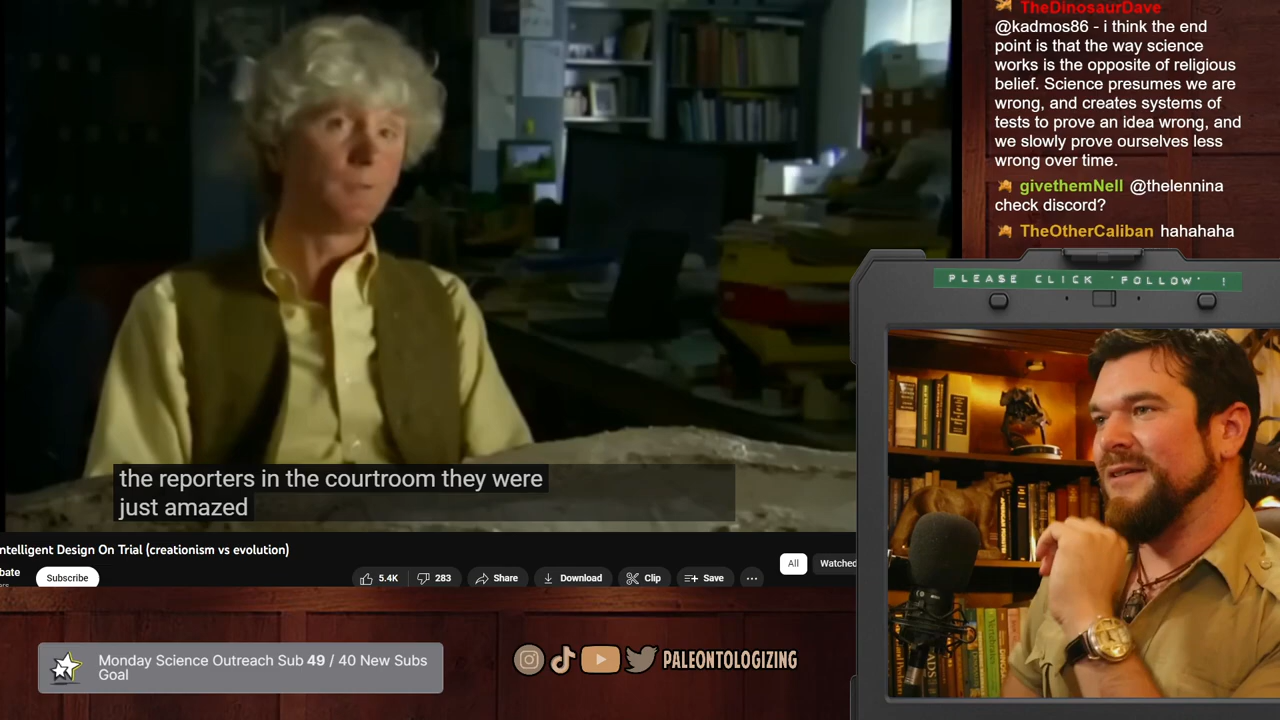 TheDinosaurDave
@kadmos86 - i think the end
point is that the way science
works is the opposite of religious
belief. Science presumes we are
wrong, and creates systems of
tests to prove an idea wrong, and
we slowly prove ourselves less
wrong over time.
givethemNell @thelennina
check discord?
TheOtherCaliban hahahaha
PLEASE CLICK 'FOLLOW' !
the reporters in the courtroom they were
just amazed
ntelligent Design On Trial (creationism vs evolution)
bate
Subscribe
5.4K
283
Share
Download
Clip
Save
...
All
Watched
Monday Science Outreach Sub 49 / 40 New Subs
Goal
PALEONTOLOGIZING